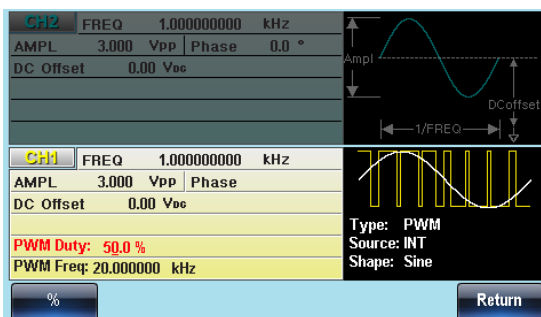 CH2 FREQ 1.000000000 kHz
AMPL 3.000 VPP Phase 0.0 °
DC Offset 0.00 VDC
Ampl
DCoffset
1/FREQ
CH1 FREQ 1.000000000 kHz
AMPL 3.000 VPP Phase
DC Offset 0.00 VDC
PWM Duty: 50.0 %
PWM Freq: 20.000000 kHz
Type: PWM
Source: INT
Shape: Sine
%
Return